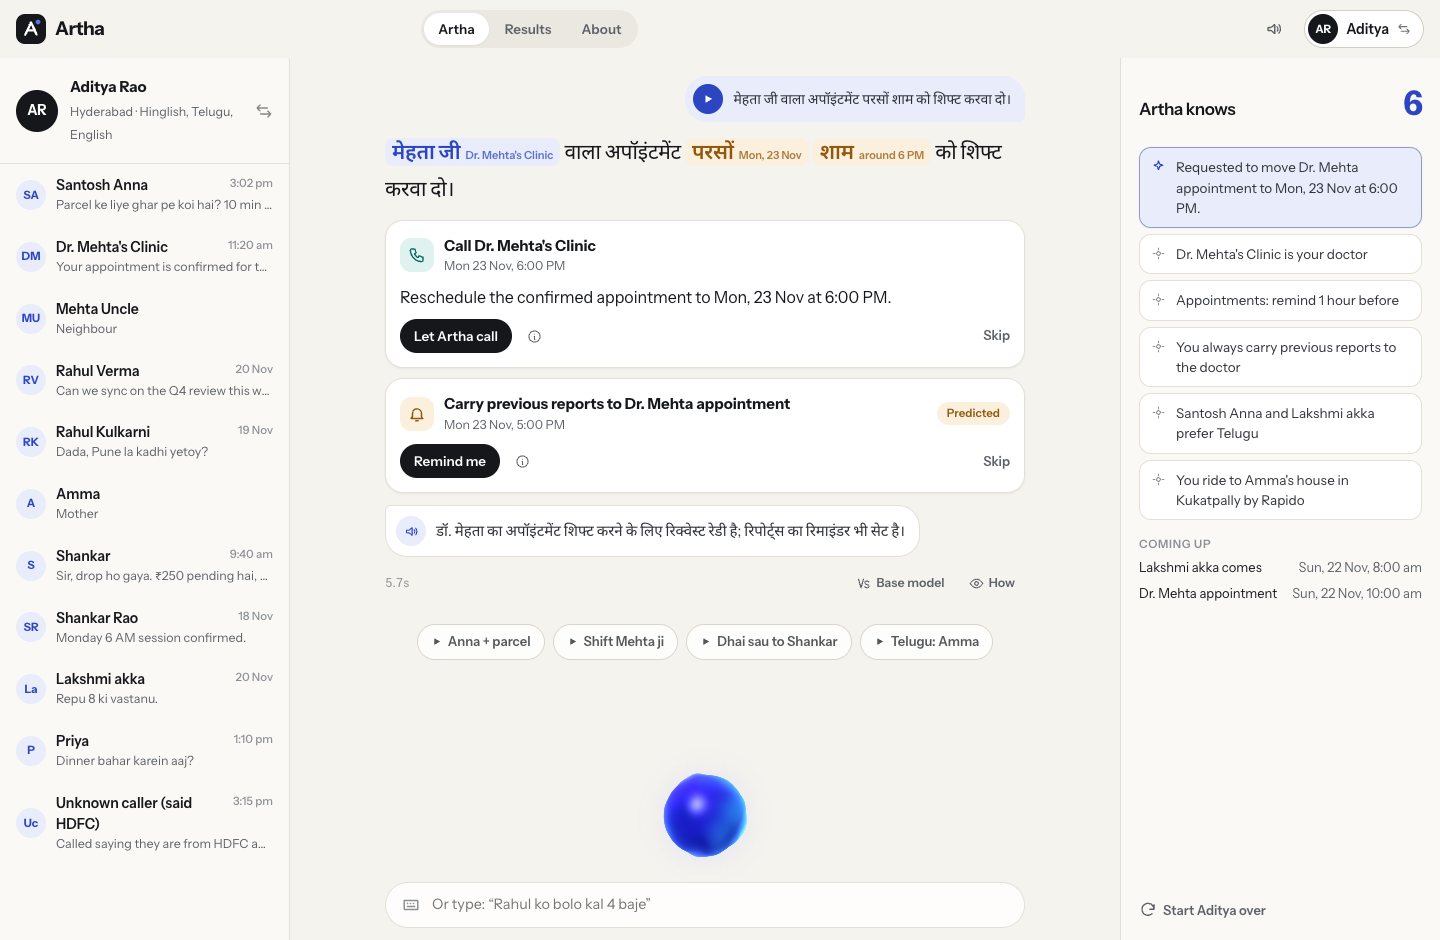 Artha
Artha
Results
About
AR
Aditya
AR
Aditya Rao
Hyderabad · Hinglish, Telugu,
English
SA
Santosh Anna
3:02 pm
Parcel ke liye ghar pe koi hai? 10 min ...
DM
Dr. Mehta's Clinic
11:20 am
Your appointment is confirmed for t...
MU
Mehta Uncle
Neighbour
RV
Rahul Verma
20 Nov
Can we sync on the Q4 review this w...
RK
Rahul Kulkarni
19 Nov
Dada, Pune la kadhi yetoy?
A
Amma
Mother
S
Shankar
9:40 am
Sir, drop ho gaya. ₹250 pending hai, ...
SR
Shankar Rao
18 Nov
Monday 6 AM session confirmed.
La
Lakshmi akka
20 Nov
Repu 8 ki vastanu.
P
Priya
1:10 pm
Dinner bahar karein aaj?
Uc
Unknown caller (said
HDFC)
3:15 pm
Called saying they are from HDFC a...
मेहता जी वाला अपॉइंटमेंट परसों शाम को शिफ्ट करवा दो।
मेहता जी Dr. Mehta's Clinic वाला अपॉइंटमेंट परसों Mon, 23 Nov शाम around 6 PM को शिफ्ट
करवा दो।
Call Dr. Mehta's Clinic
Mon 23 Nov, 6:00 PM
Reschedule the confirmed appointment to Mon, 23 Nov at 6:00 PM.
Let Artha call
Skip
Carry previous reports to Dr. Mehta appointment
Predicted
Mon 23 Nov, 5:00 PM
Remind me
Skip
डॉ. मेहता का अपॉइंटमेंट शिफ्ट करने के लिए रिक्वेस्ट रेडी है; रिपोर्ट्स का रिमाइंडर भी सेट है।
5.7s
Vs Base model
How
Anna + parcel
Shift Mehta ji
Dhai sau to Shankar
Telugu: Amma
Or type: “Rahul ko bolo kal 4 baje”
Artha knows
6
Requested to move Dr. Mehta
appointment to Mon, 23 Nov at 6:00
PM.
Dr. Mehta's Clinic is your doctor
Appointments: remind 1 hour before
You always carry previous reports to
the doctor
Santosh Anna and Lakshmi akka
prefer Telugu
You ride to Amma's house in
Kukatpally by Rapido
COMING UP
Lakshmi akka comes
Sun, 22 Nov, 8:00 am
Dr. Mehta appointment
Sun, 22 Nov, 10:00 am
Start Aditya over